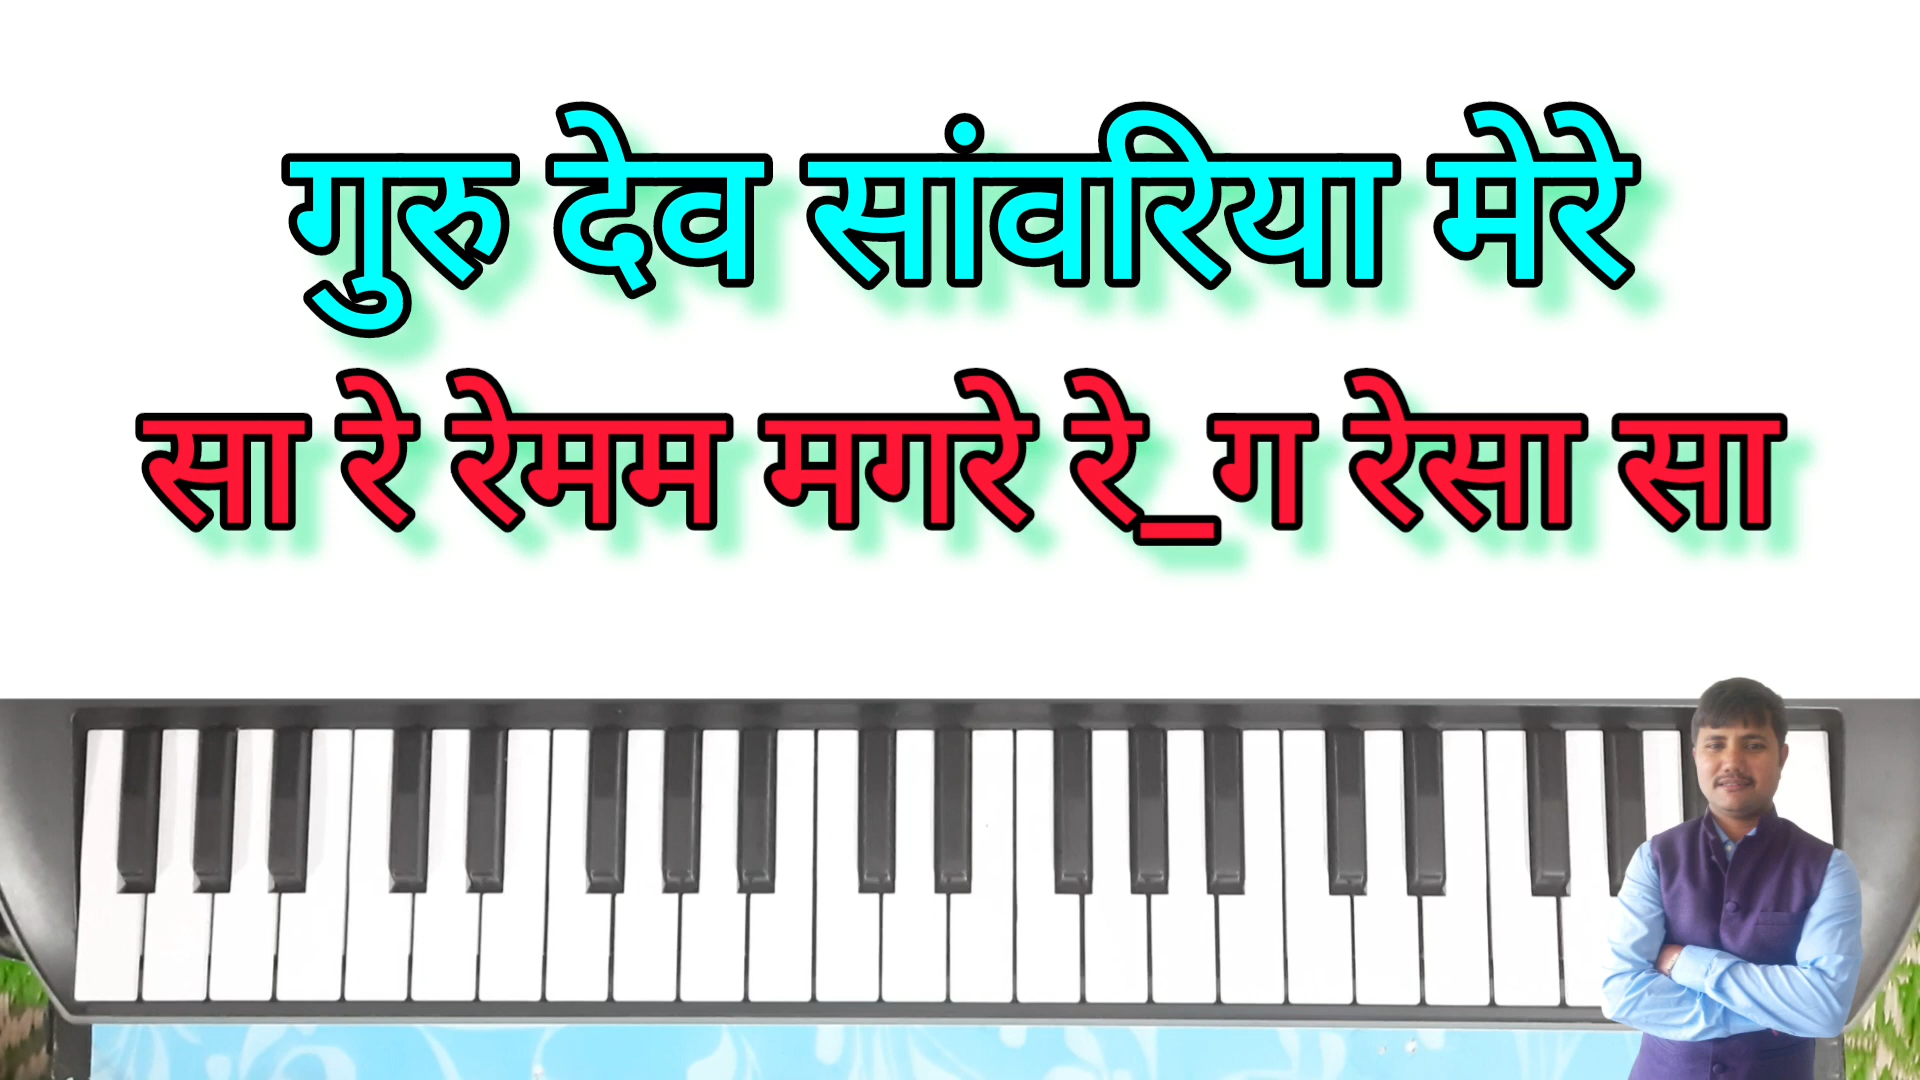 गुरु देव सांवरिया मेरे
सा रे रेमम मगरे रे_ग रेसा सा